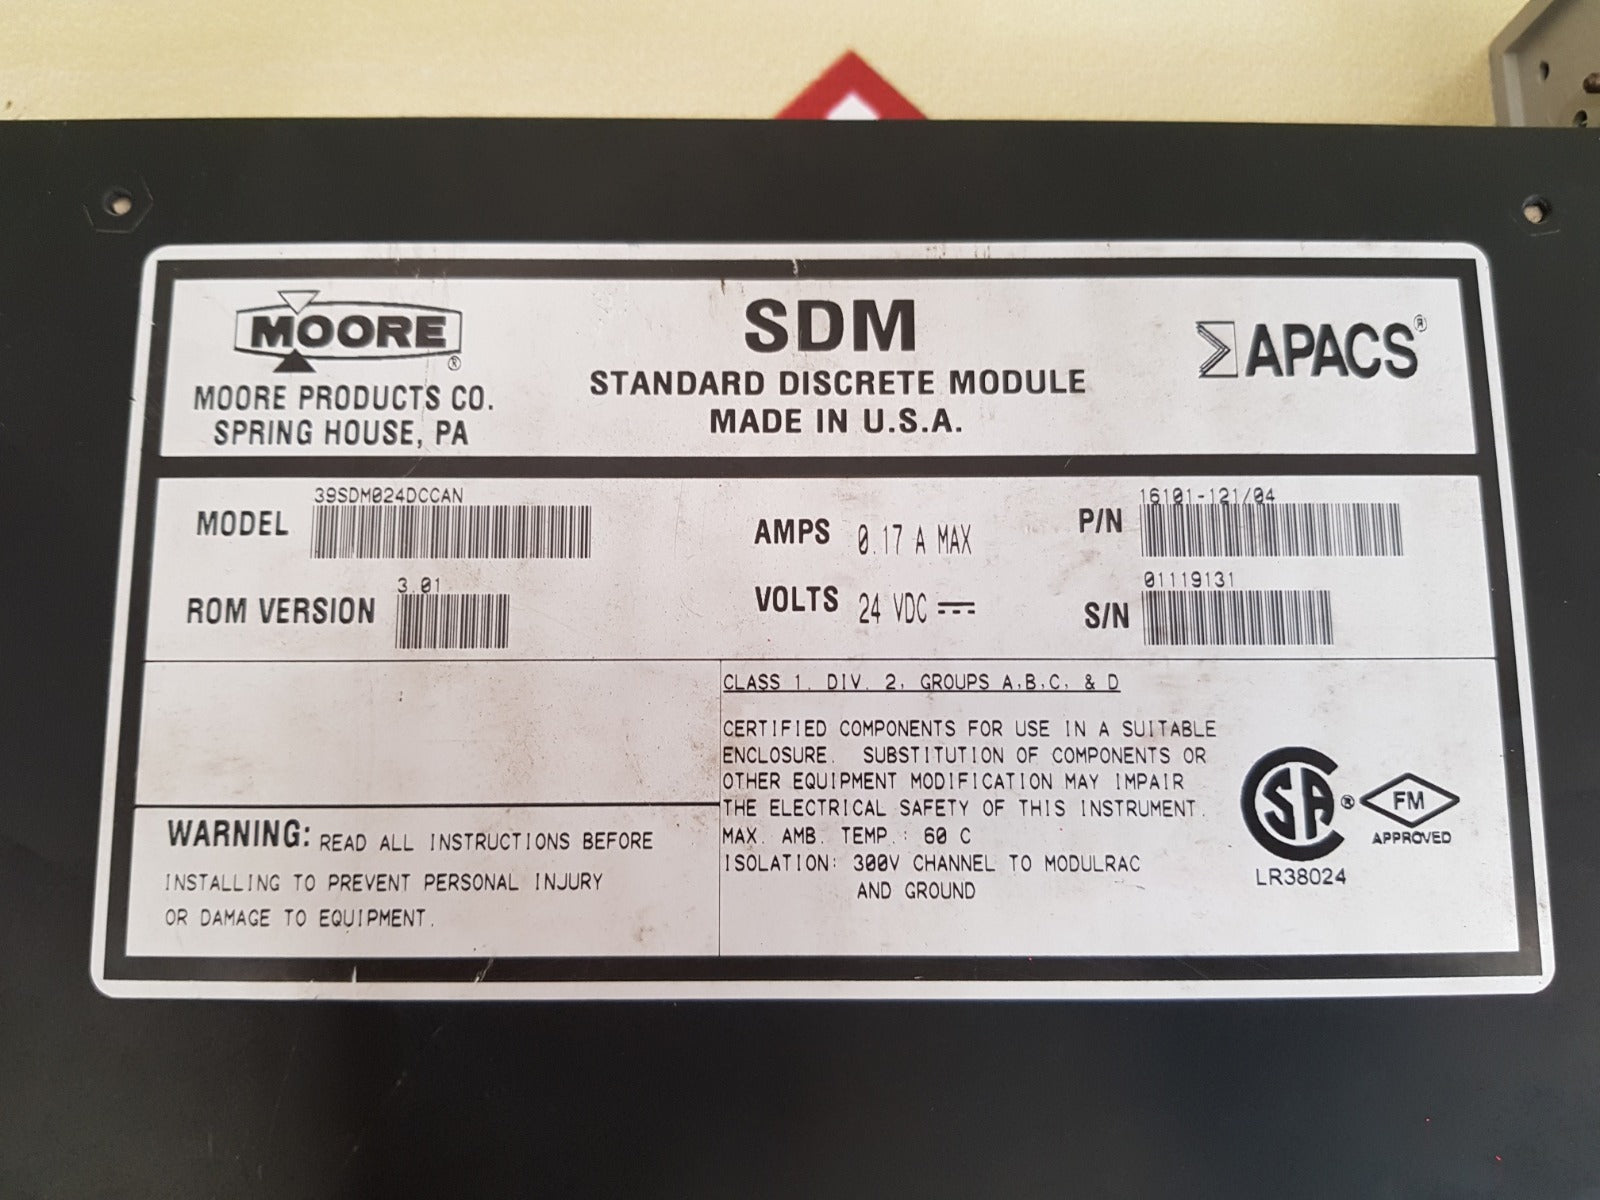 MOORE ®
MOORE PRODUCTS CO.
SPRING HOUSE, PA
SDM
STANDARD DISCRETE MODULE
MADE IN U.S.A.
APACS®
MODEL 39SDM024DCCAN
ROM VERSION 3.01
AMPS 0.17 A MAX
VOLTS 24 VDC
P/N 16101-121/04
S/N 01119131
WARNING: READ ALL INSTRUCTIONS BEFORE
INSTALLING TO PREVENT PERSONAL INJURY
OR DAMAGE TO EQUIPMENT.
CLASS 1, DIV. 2, GROUPS A,B,C, & D
CERTIFIED COMPONENTS FOR USE IN A SUITABLE
ENCLOSURE. SUBSTITUTION OF COMPONENTS OR
OTHER EQUIPMENT MODIFICATION MAY IMPAIR
THE ELECTRICAL SAFETY OF THIS INSTRUMENT.
MAX. AMB. TEMP.: 60 C
ISOLATION: 300V CHANNEL TO MODULRAC
AND GROUND
CSA ®
LR38024
FM
APPROVED